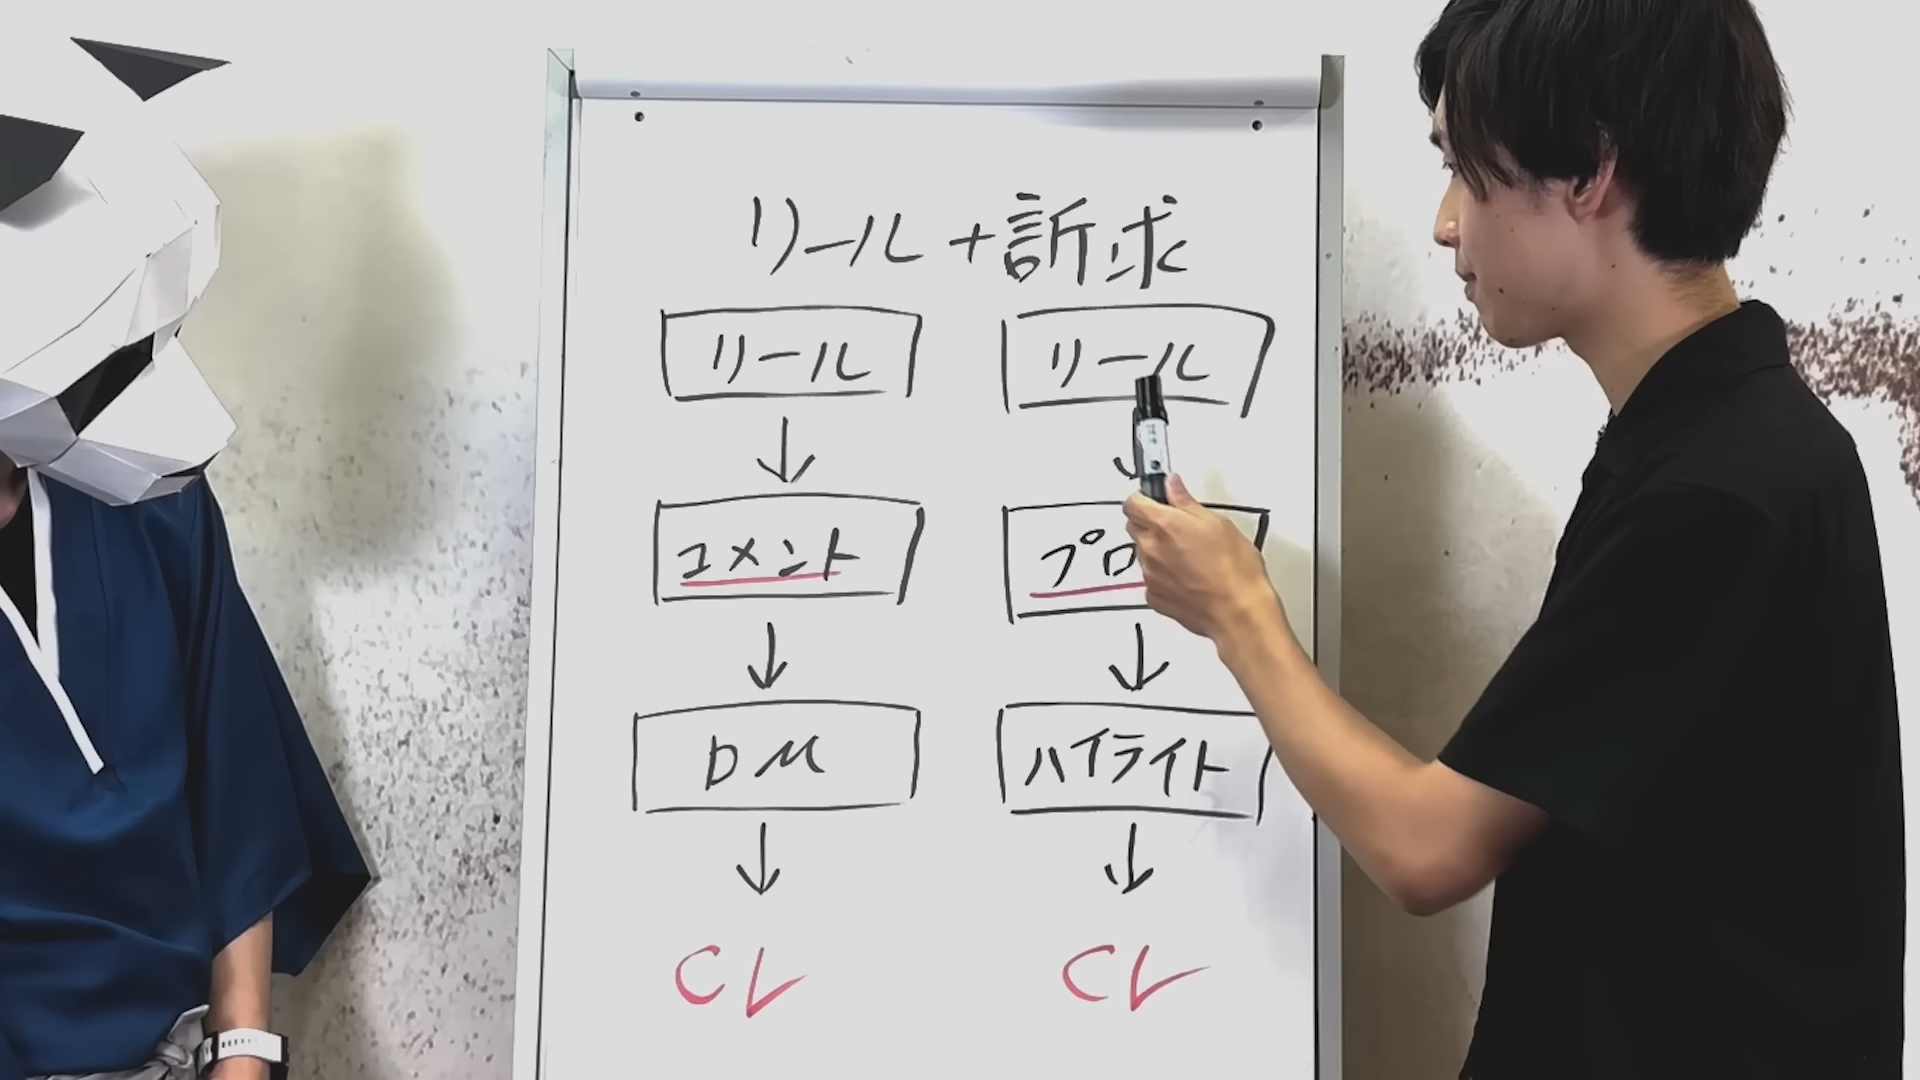 リール+訴求
リール リール
コメント プロ
DM ハイライト
CV CV